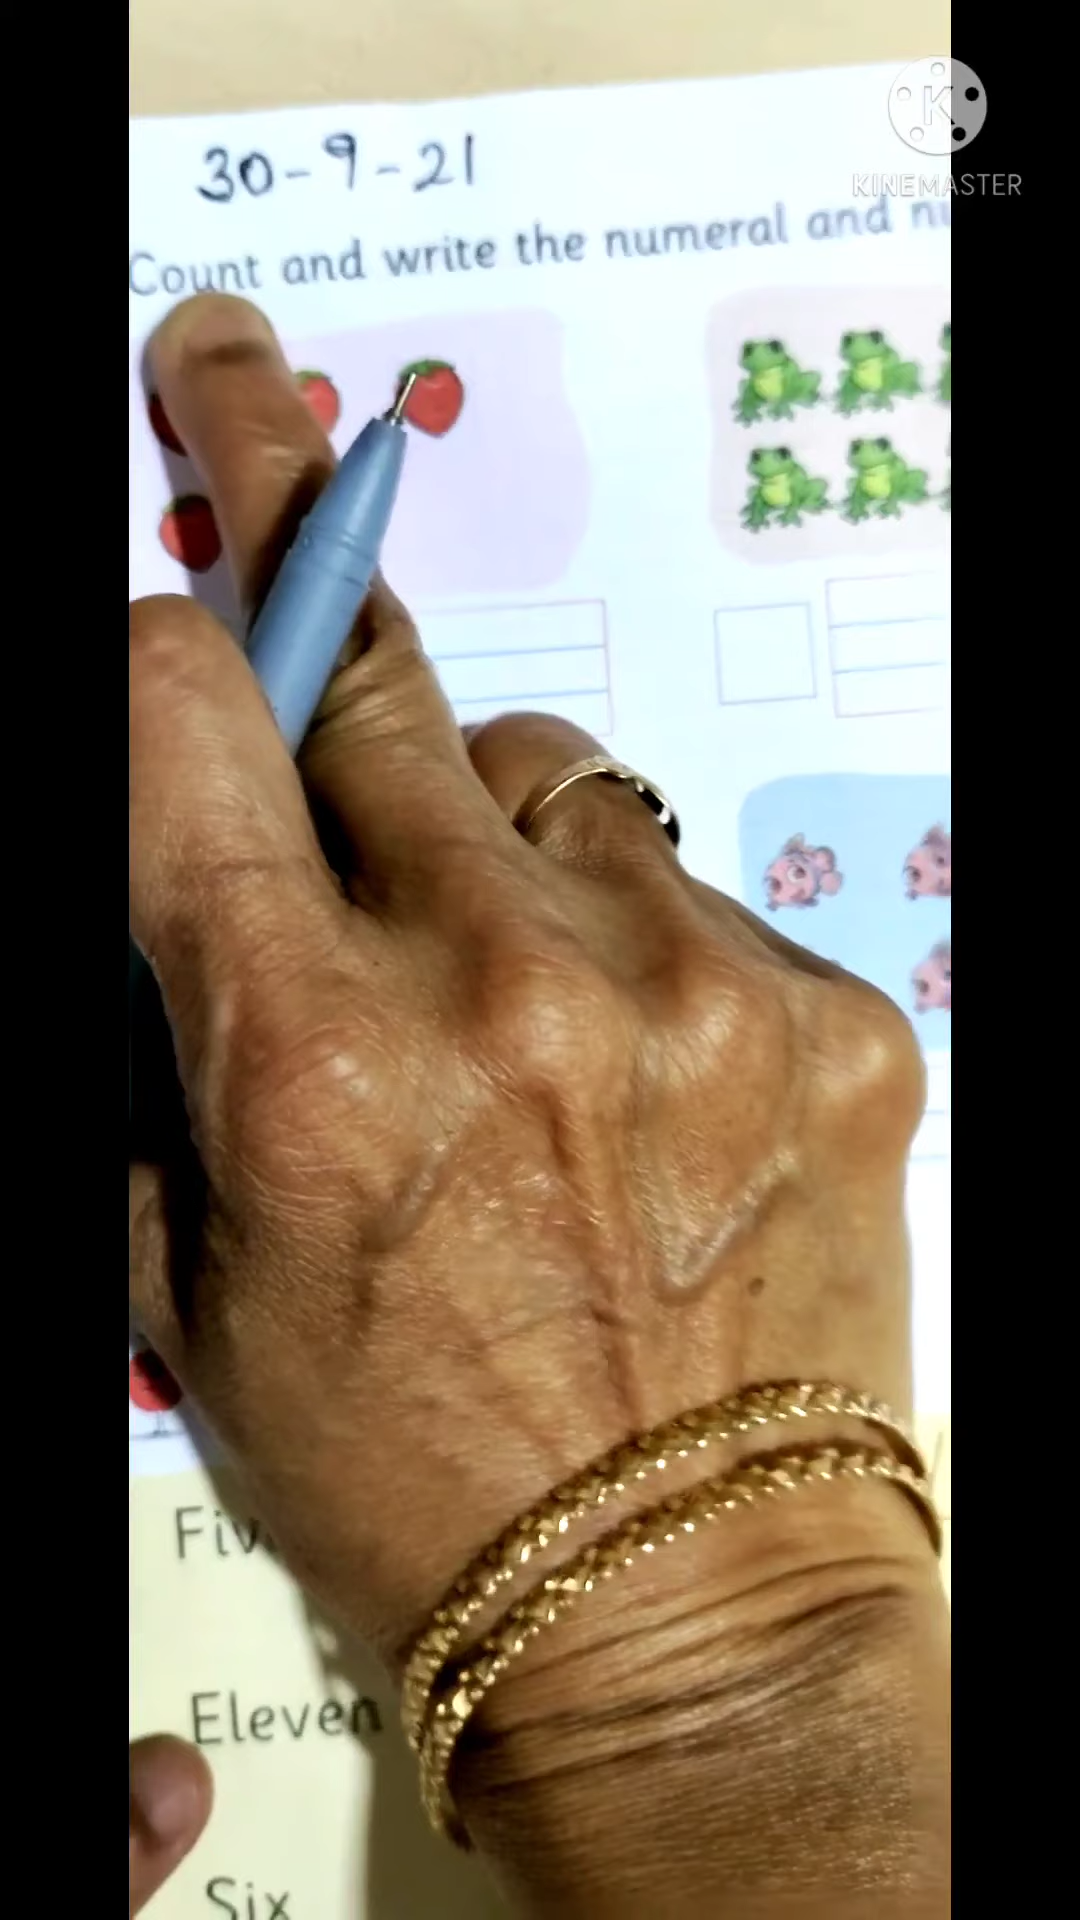 30-9-21
KINEMASTER
Count and write the numeral and
Eleven
Six